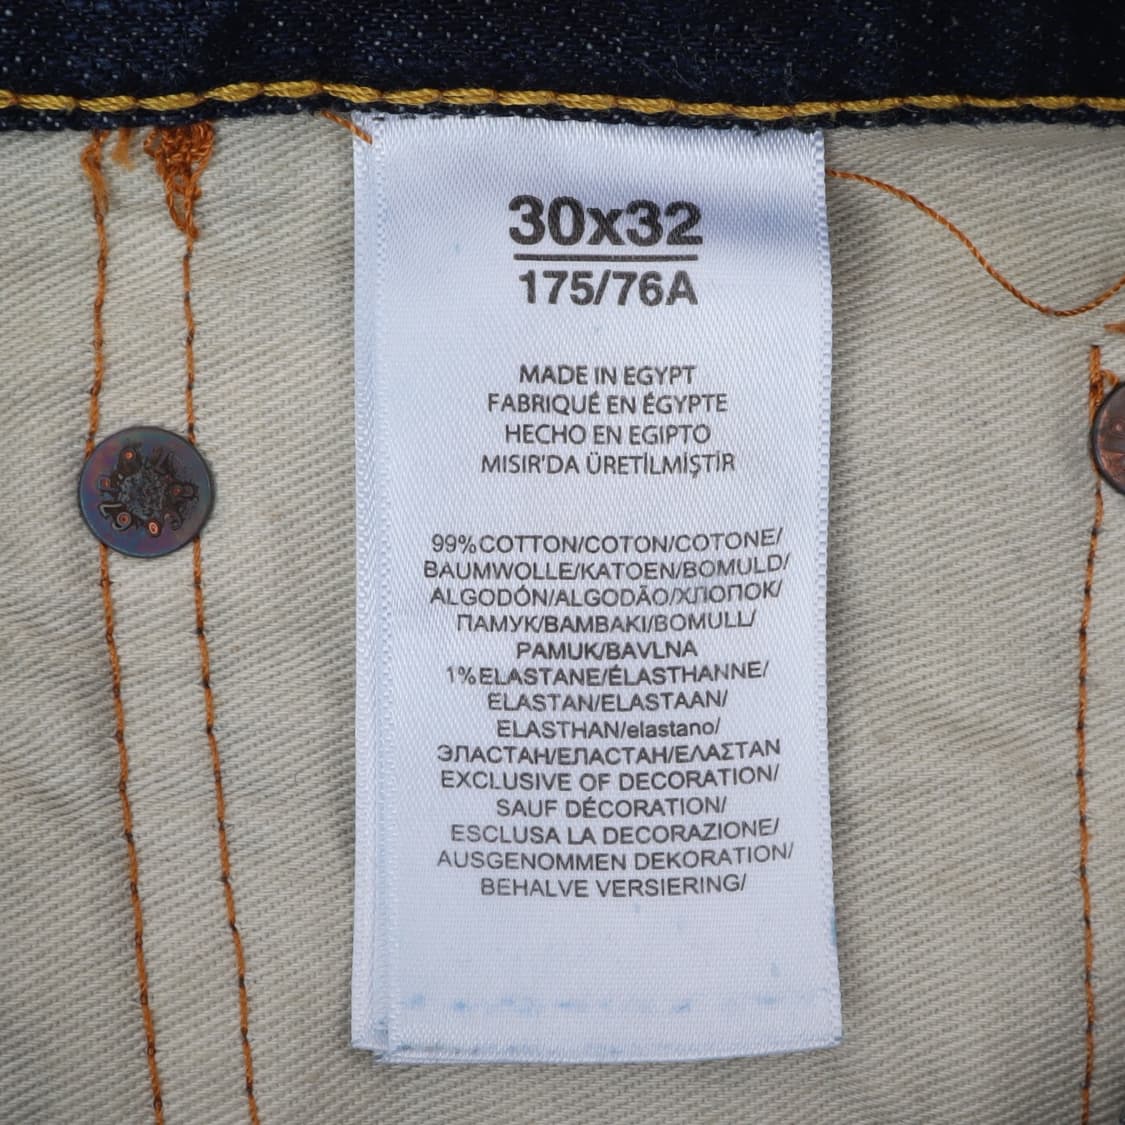 30x32
175/76A
MADE IN EGYPT
FABRIQUÉ EN ÉGYPTE
HECHO EN EGIPTO
MISIR'DA ÜRETİLMİŞTİR
99%COTTON/COTON/COTONE/
BAUMWOLLE/KATOEN/BOMULD/
ALGODÓN/ALGODÃO/ХЛОПОК/
ПАМУК/BAMBAKI/BOMULL/
PAMUK/BAVLNA
1%ELASTANE/ÉLASTHANNE/
ELASTAN/ELASTAAN/
ELASTHAN/elastano/
ЭЛАСТАН/ЕЛАСТАН/ΕΛΑΣΤΑΝ
EXCLUSIVE OF DECORATION/
SAUF DÉCORATION/
ESCLUSA LA DECORAZIONE/
AUSGENOMMEN DEKORATION/
BEHALVE VERSIERING/